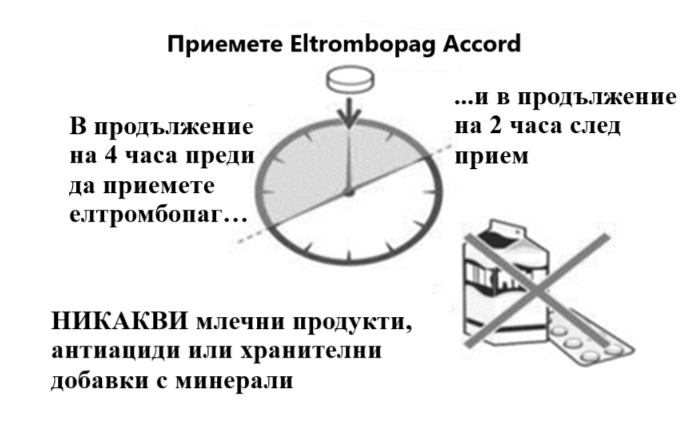 Приемете Eltrombopag Accord
В продължение
на 4 часа преди
да приемете
елтромбопаг…
...и в продължение
на 2 часа след
прием
НИКАКВИ млечни продукти,
антиациди или хранителни
добавки с минерали